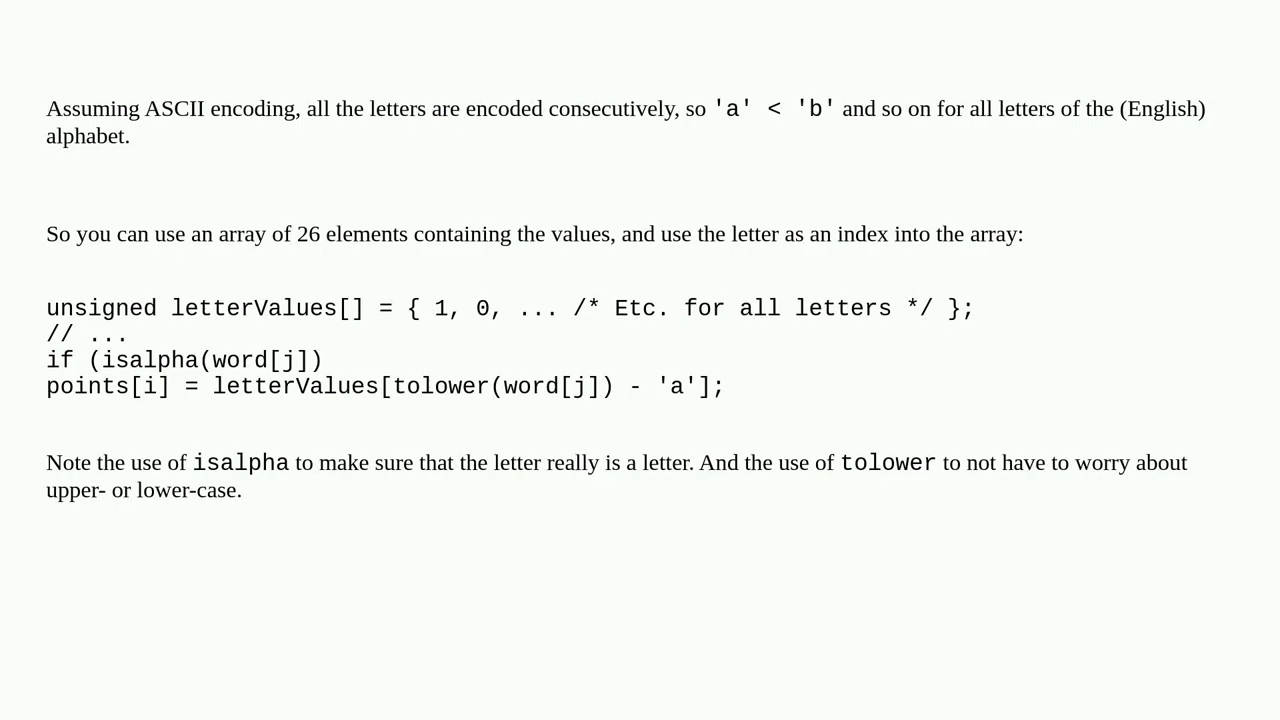 Assuming ASCII encoding, all the letters are encoded consecutively, so 'a' < 'b' and so on for all letters of the (English)
alphabet.
So you can use an array of 26 elements containing the values, and use the letter as an index into the array:
unsigned letterValues[] = { 1, 0, ... /* Etc. for all letters */ };
// ...
if (isalpha(word[j])
points[i] = letterValues[tolower(word[j]) - 'a'];
Note the use of isalpha to make sure that the letter really is a letter. And the use of tolower to not have to worry about
upper- or lower-case.